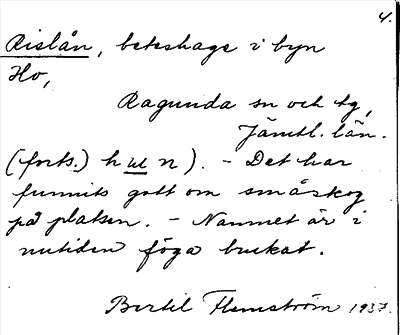 4.
Rislån, beteshage i byn
Ho,
Ragunda sn och tg,
Jämtl. län.
(forts.) h ul n). - Det har
funnits gott om småskog
på platsen. - Namnet är i
nutiden föga brukat.
Bertil Flemström 1937.